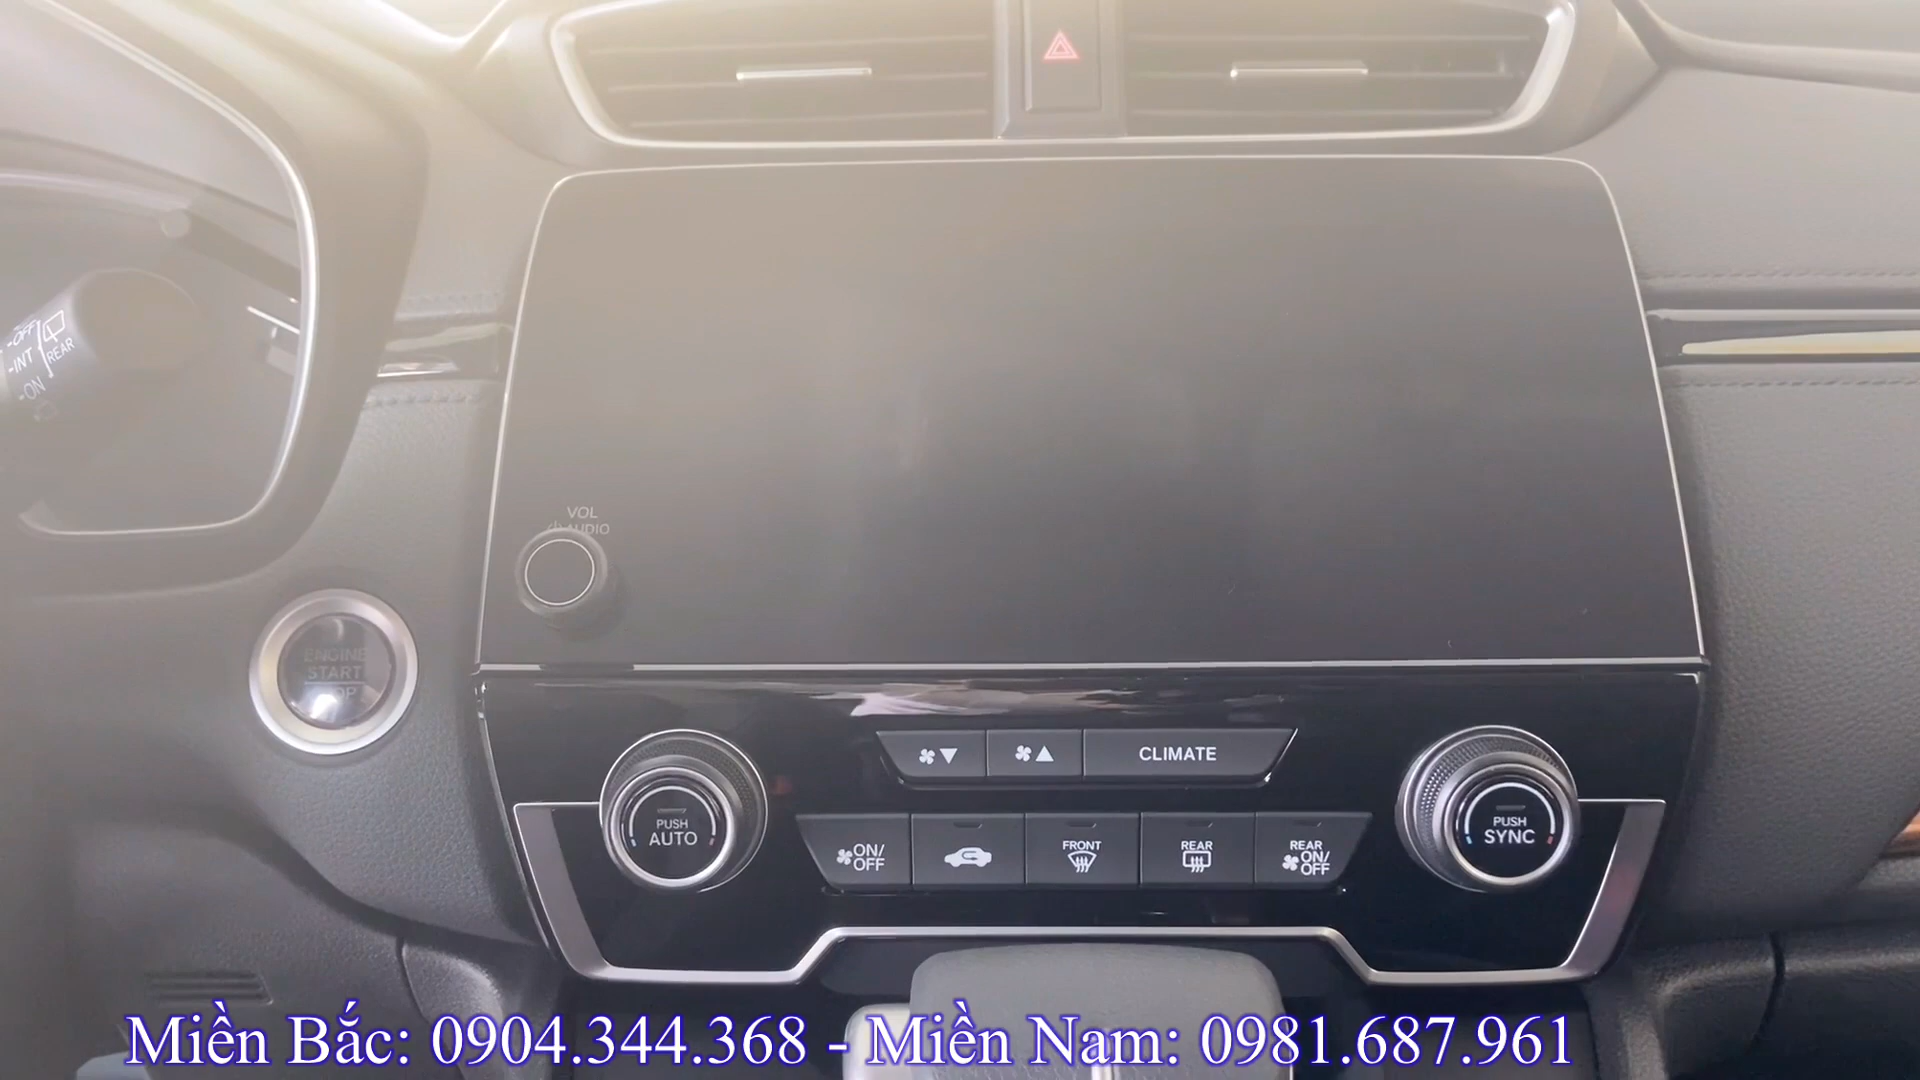 -OFF
-INT
-ON
REAR
VOL
AUDIO
ENGINE
START
CLIMATE
PUSH
AUTO
ON/
OFF
FRONT
REAR
REAR
ON/
OFF
PUSH
SYNC
Miền Bắc: 0904.344.368 - Miền Nam: 0981.687.961